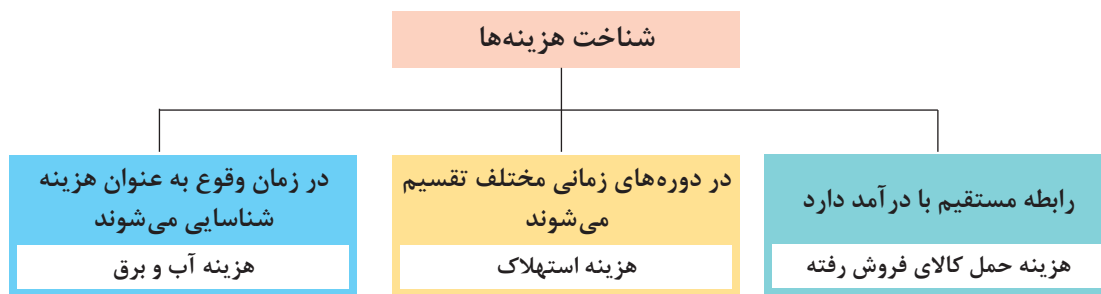 شناخت هزینه‌ها
رابطه مستقیم با درآمد دارد
هزینه حمل کالای فروش رفته
در دوره‌های زمانی مختلف تقسیم
می‌شوند
هزینه استهلاک
در زمان وقوع به عنوان هزینه
شناسایی می‌شوند
هزینه آب و برق